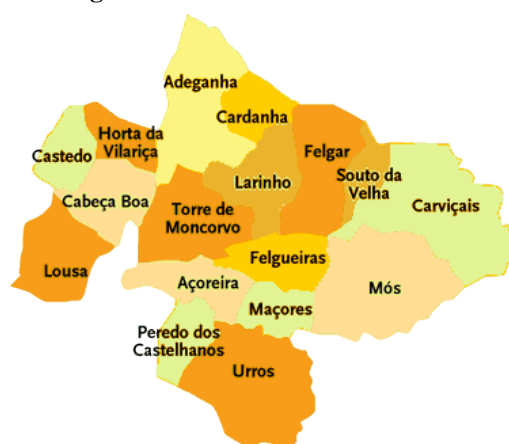 Adeganha
Cardanha
Horta da
Vilariça
Castedo
Felgar
Larinho
Souto da
Velha
Cabeça Boa
Torre de
Moncorvo
Carviçais
Felgueiras
Lousa
Açoreira
Mós
Maçores
Peredo dos
Castelhanos
Urros